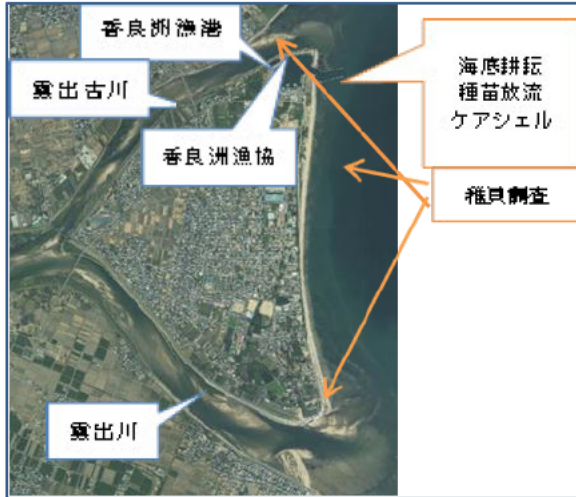 香良洲漁港
雲出古川
香良洲漁協
海底耕耘
種苗放流
ケアシェル
稚貝調査
雲出川